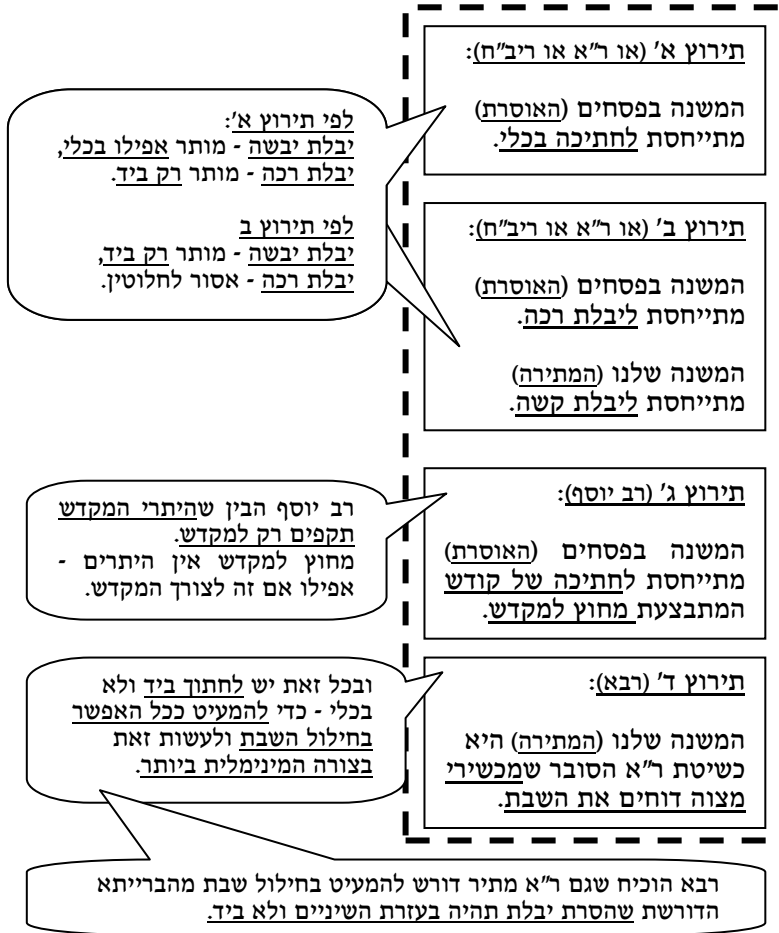 תירוץ א' (או ר"א או ריב"ח):
המשנה בפסחים (האוסרת)
מתייחסת לחתיכה בכלי.
לפי תירוץ א':
יבלת יבשה - מותר אפילו בכלי,
יבלת רכה - מותר רק ביד.
לפי תירוץ ב
יבלת יבשה - מותר רק ביד,
יבלת רכה - אסור לחלוטין.
תירוץ ב' (או ר"א או ריב"ח):
המשנה בפסחים (האוסרת)
מתייחסת ליבלת רכה.
המשנה שלנו (המתירה)
מתייחסת ליבלת קשה.
תירוץ ג' (רב יוסף):
המשנה בפסחים (האוסרת)
מתייחסת לחתיכה של קודש
המתבצעת מחוץ למקדש.
רב יוסף הבין שהיתרי המקדש
תקפים רק למקדש.
מחוץ למקדש אין היתרים -
אפילו אם זה לצורך המקדש.
תירוץ ד' (רבא):
המשנה שלנו (המתירה) היא
כשיטת ר"א הסובר שמכשירי
מצוה דוחים את השבת.
ובכל זאת יש לחתוך ביד ולא
בכלי - כדי להמעיט ככל האפשר
בחילול השבת ולעשות זאת
בצורה המינימלית ביותר.
רבא הוכיח שגם ר"א מתיר דורש להמעיט בחילול שבת מהברייתא
הדורשת שהסרת יבלת תהיה בעזרת השיניים ולא ביד.